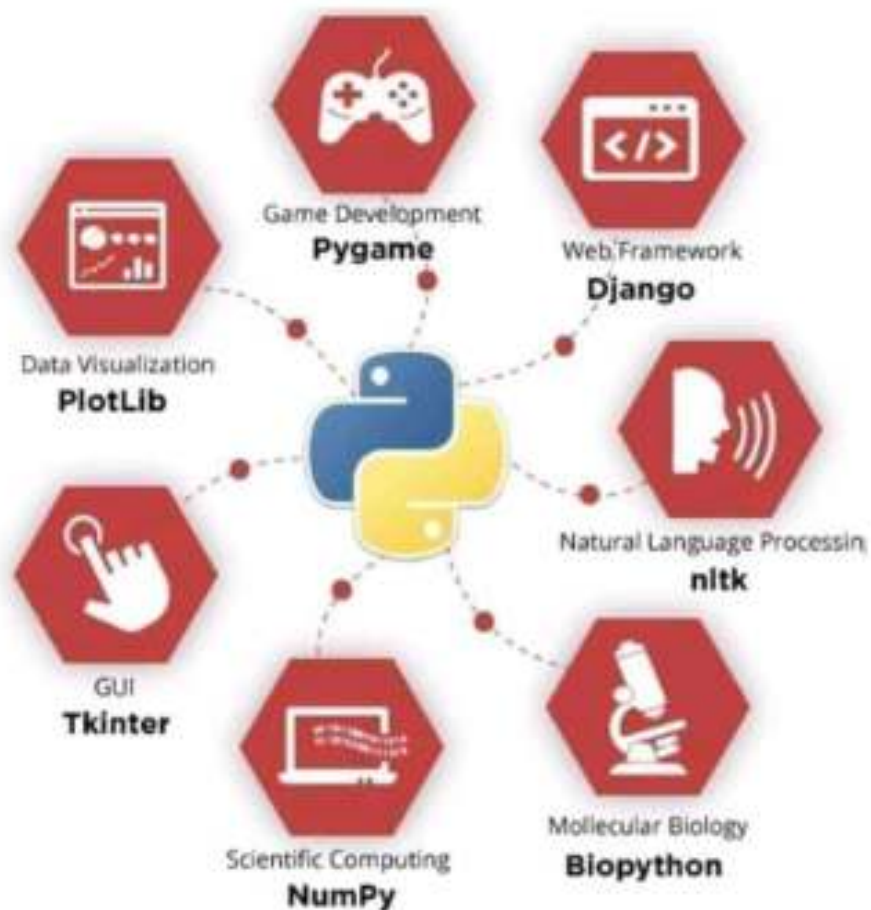 Game Development
Pygame
Web Framework
Django
Data Visualization
PlotLib
Natural Language Processin
nltk
GUI
Tkinter
Mollecular Biology
Biopython
Scientific Computing
NumPy